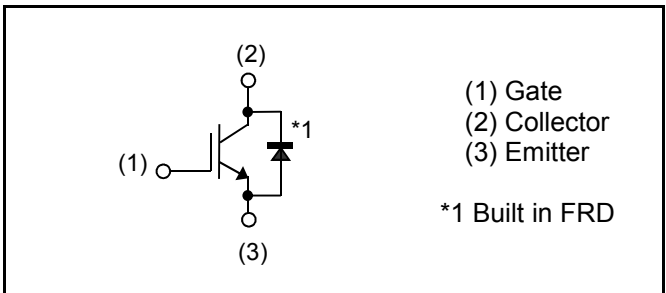 (2)
*1
(1)
(3)
(1) Gate
(2) Collector
(3) Emitter
*1 Built in FRD